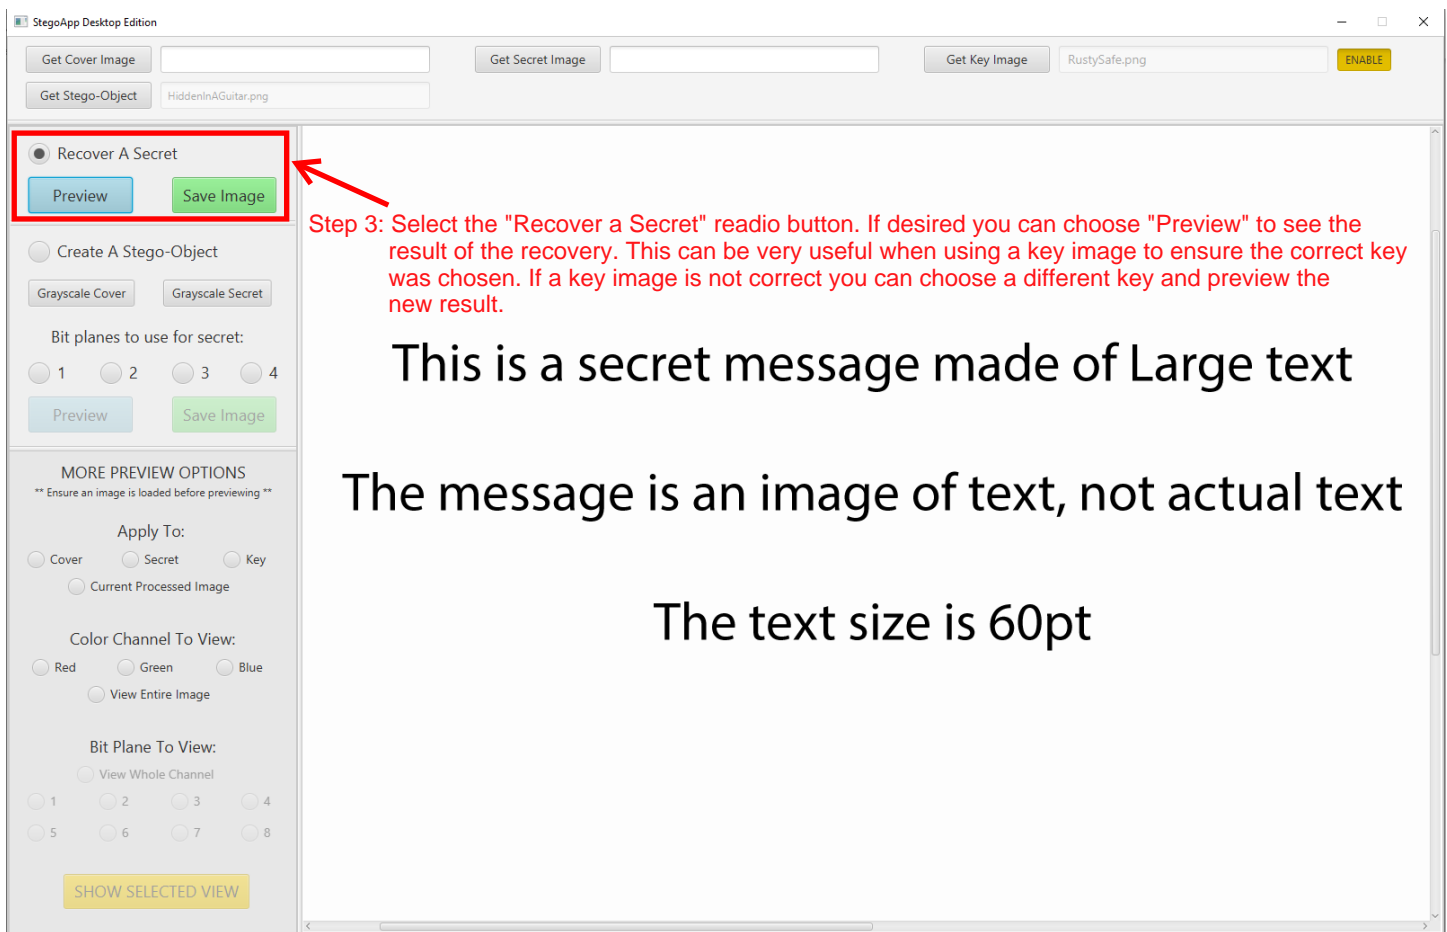 StegoApp Desktop Edition
Get Cover Image
Get Secret Image
Get Key Image RustySafe.png ENABLE
Get Stego-Object HiddenInAGuitar.png
Recover A Secret
Preview Save Image
Step 3: Select the "Recover a Secret" readio button. If desired you can choose "Preview" to see the
result of the recovery. This can be very useful when using a key image to ensure the correct key
was chosen. If a key image is not correct you can choose a different key and preview the
new result.
Create A Stego-Object
Grayscale Cover Grayscale Secret
Bit planes to use for secret:
1 2 3 4
Preview Save Image
This is a secret message made of Large text
The message is an image of text, not actual text
The text size is 60pt
MORE PREVIEW OPTIONS
** Ensure an image is loaded before previewing **
Apply To:
Cover Secret Key
Current Processed Image
Color Channel To View:
Red Green Blue
View Entire Image
Bit Plane To View:
View Whole Channel
1 2 3 4
5 6 7 8
SHOW SELECTED VIEW